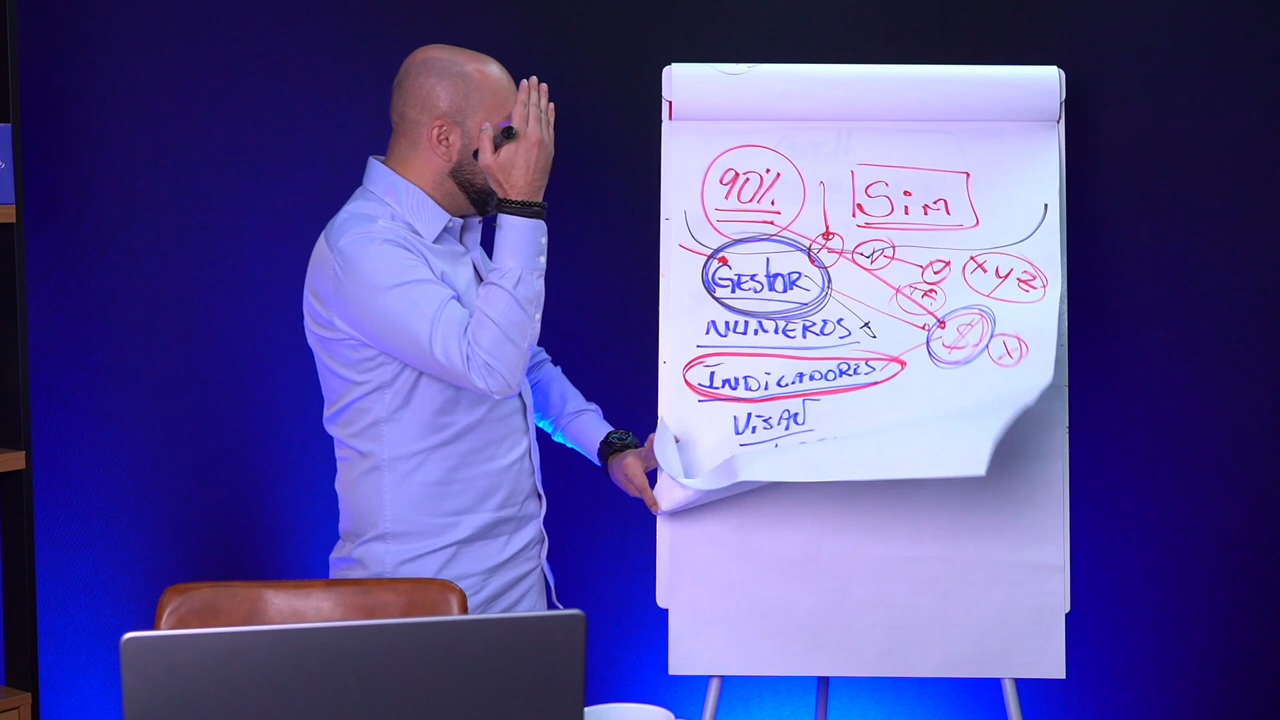 90% Sim
GESTOR xyz
NUMEROS $ X
INDICADORES
VISAO